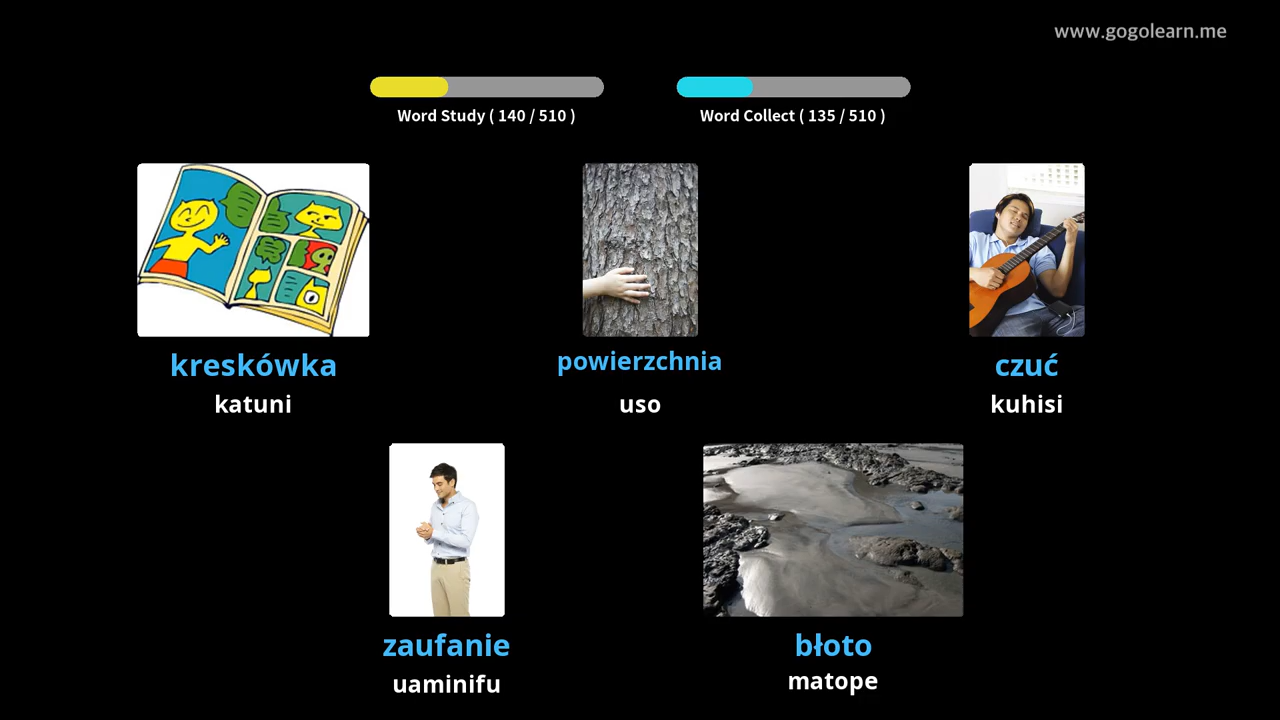 www.gogolearn.me
Word Study ( 140 / 510 )
Word Collect ( 135 / 510 )
kreskówka
katuni
powierzchnia
uso
czuć
kuhisi
zaufanie
uaminifu
błoto
matope